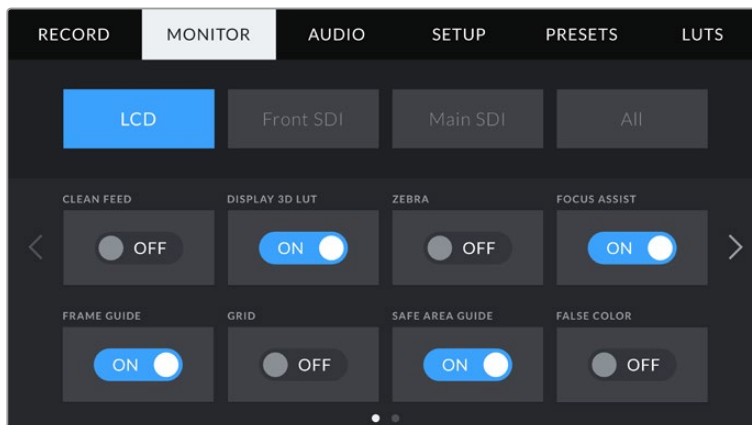 RECORD MONITOR AUDIO SETUP PRESETS LUTS
LCD Front SDI Main SDI All
CLEAN FEED DISPLAY 3D LUT ZEBRA FOCUS ASSIST
OFF ON OFF ON
FRAME GUIDE GRID SAFE AREA GUIDE FALSE COLOR
ON OFF ON OFF